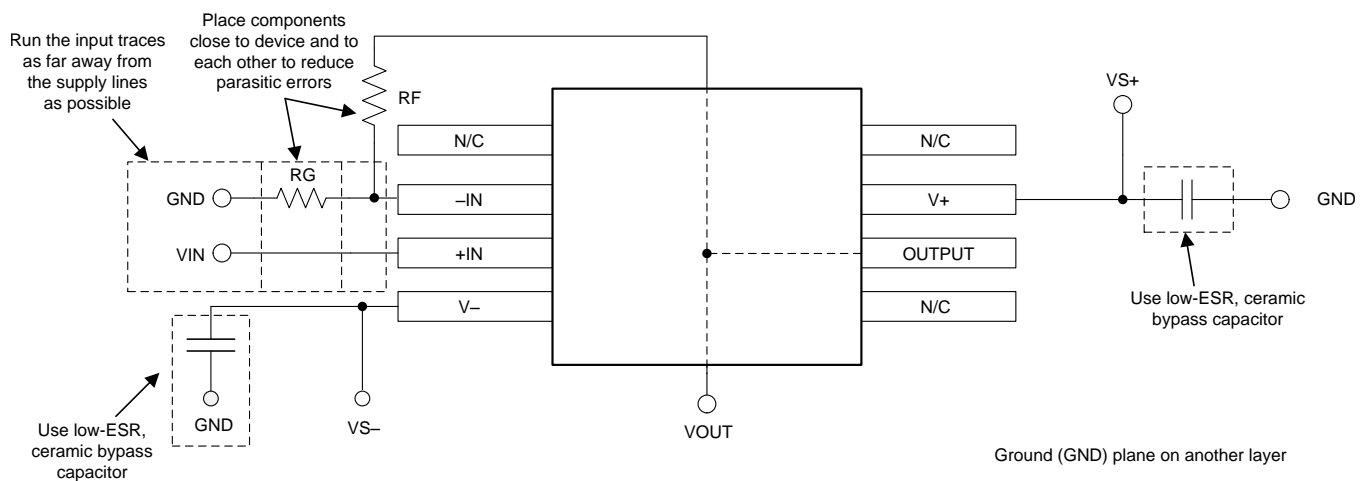 Place components
close to device and to
each other to reduce
parasitic errors
Run the input traces
as far away from
the supply lines
as possible
RF
VS+
N/C
N/C
RG
GND
–IN
V+
GND
VIN
+IN
OUTPUT
V–
N/C
Use low-ESR, ceramic
bypass capacitor
GND
VS–
VOUT
Use low-ESR,
ceramic bypass
capacitor
Ground (GND) plane on another layer